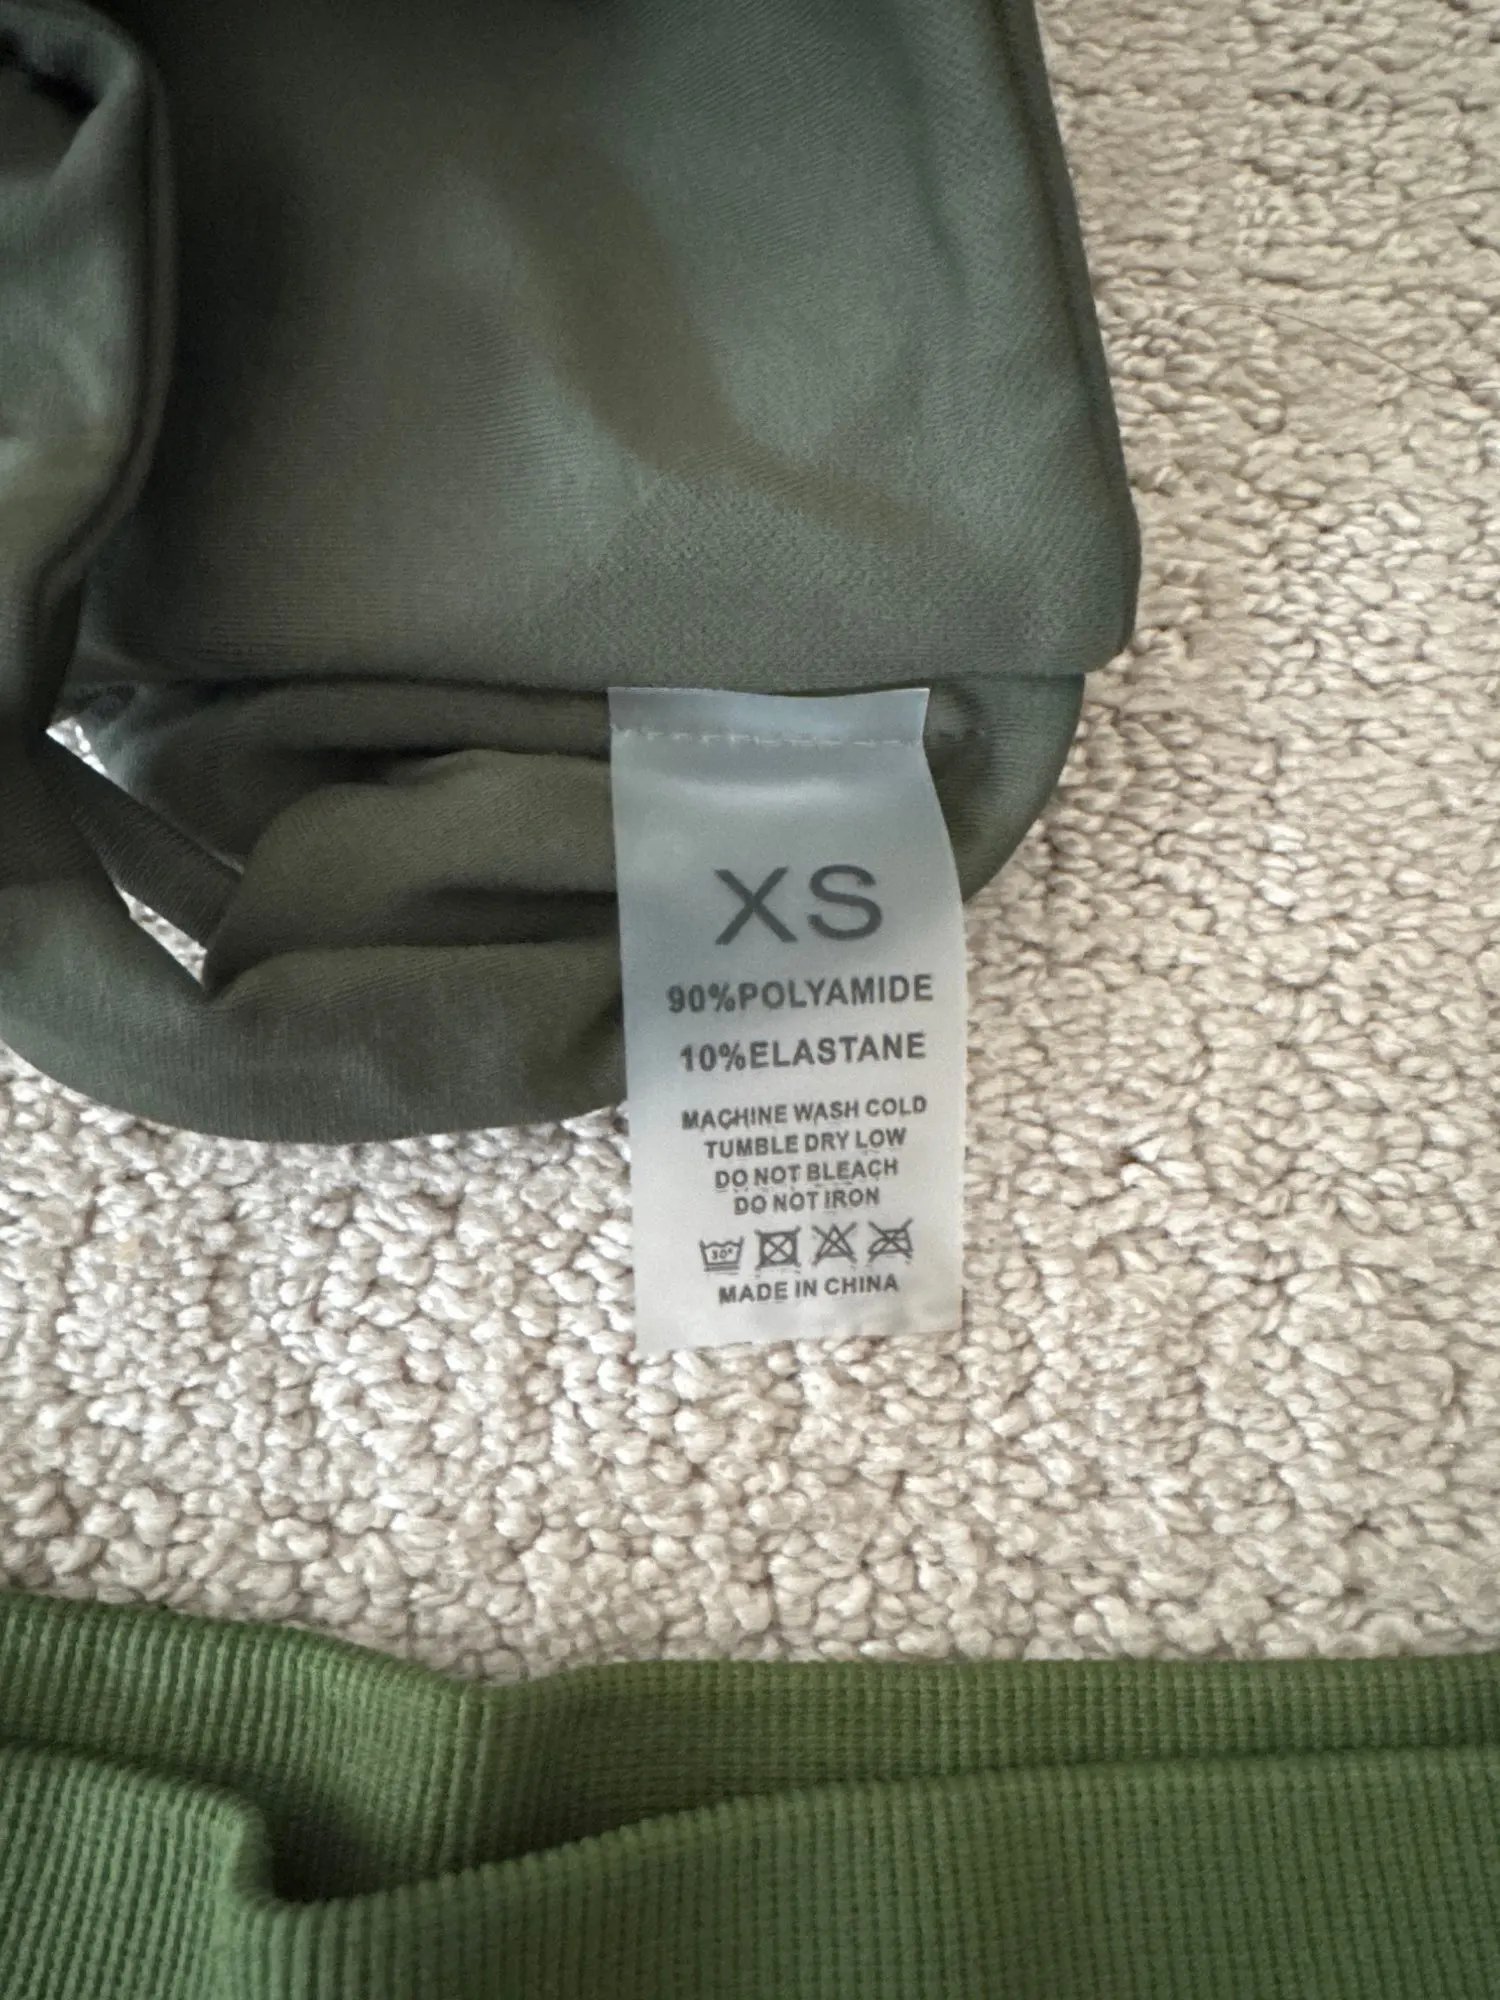 XS
90%POLYAMIDE
10%ELASTANE
MACHINE WASH COLD
TUMBLE DRY LOW
DO NOT BLEACH
DO NOT IRON
30°
MADE IN CHINA